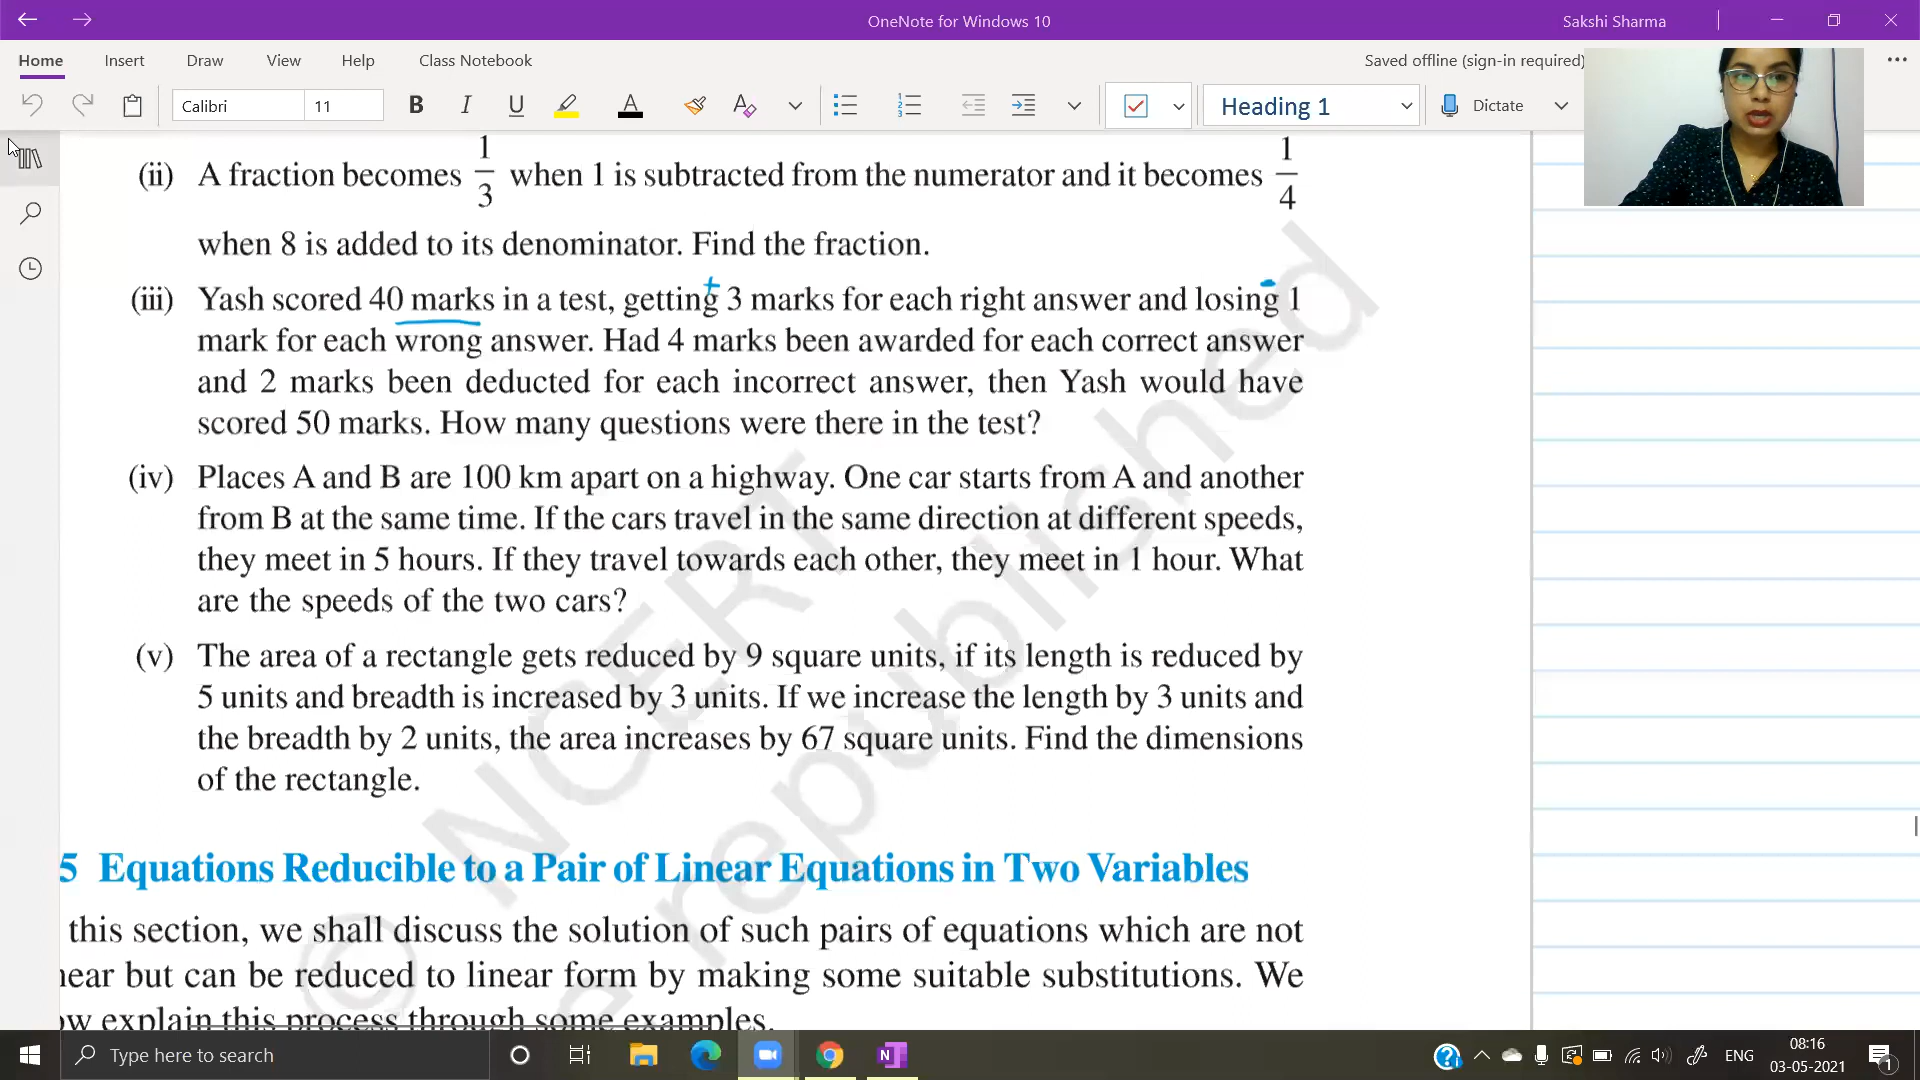 OneNote for Windows 10
Sakshi Sharma
Home Insert Draw View Help Class Notebook
Saved offline (sign-in required)
Calibri 11 B I U A Heading 1 Dictate
(ii) A fraction becomes 1/3 when 1 is subtracted from the numerator and it becomes 1/4
when 8 is added to its denominator. Find the fraction.
+ -
(iii) Yash scored 40 marks in a test, getting 3 marks for each right answer and losing 1
mark for each wrong answer. Had 4 marks been awarded for each correct answer
and 2 marks been deducted for each incorrect answer, then Yash would have
scored 50 marks. How many questions were there in the test?
(iv) Places A and B are 100 km apart on a highway. One car starts from A and another
from B at the same time. If the cars travel in the same direction at different speeds,
they meet in 5 hours. If they travel towards each other, they meet in 1 hour. What
are the speeds of the two cars?
(v) The area of a rectangle gets reduced by 9 square units, if its length is reduced by
5 units and breadth is increased by 3 units. If we increase the length by 3 units and
the breadth by 2 units, the area increases by 67 square units. Find the dimensions
of the rectangle.
© NCERT
republished
5 Equations Reducible to a Pair of Linear Equations in Two Variables
this section, we shall discuss the solution of such pairs of equations which are not
near but can be reduced to linear form by making some suitable substitutions. We
ow explain this process through some examples.
Type here to search
N
ENG
08:16
03-05-2021
1